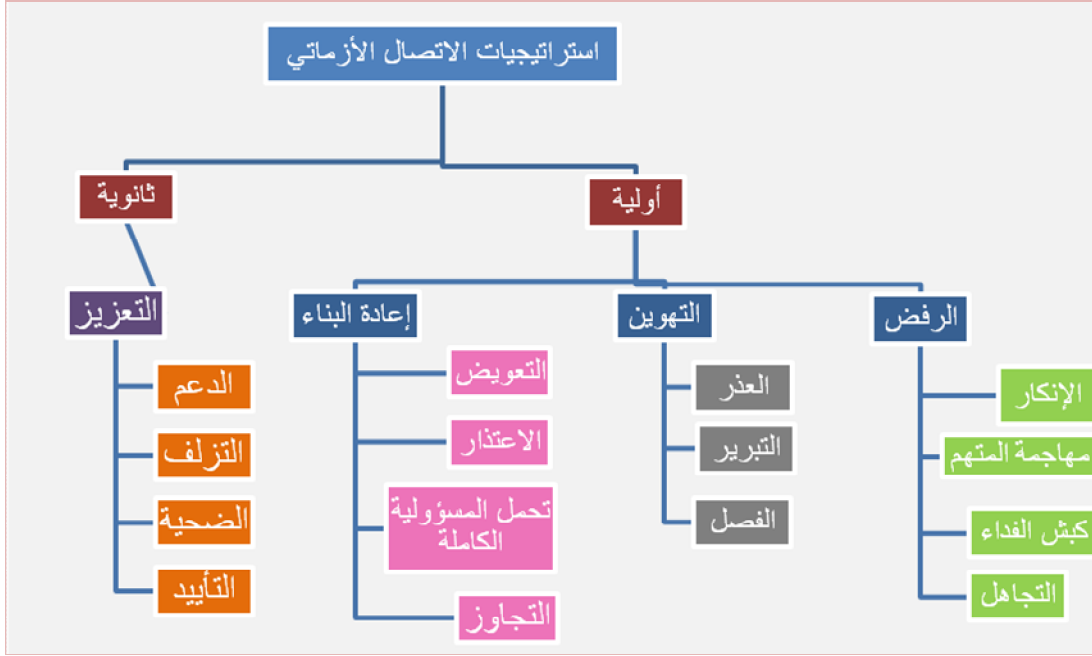 استراتيجيات الاتصال الأزماتي
أولية
ثانوية
الرفض
التهوين
إعادة البناء
التعزيز
الإنكار
مهاجمة المتهم
كبش الفداء
التجاهل
العذر
التبرير
الفصل
التعويض
الاعتذار
تحمل المسؤولية
الكاملة
التجاوز
الدعم
التزلف
الضحية
التأييد